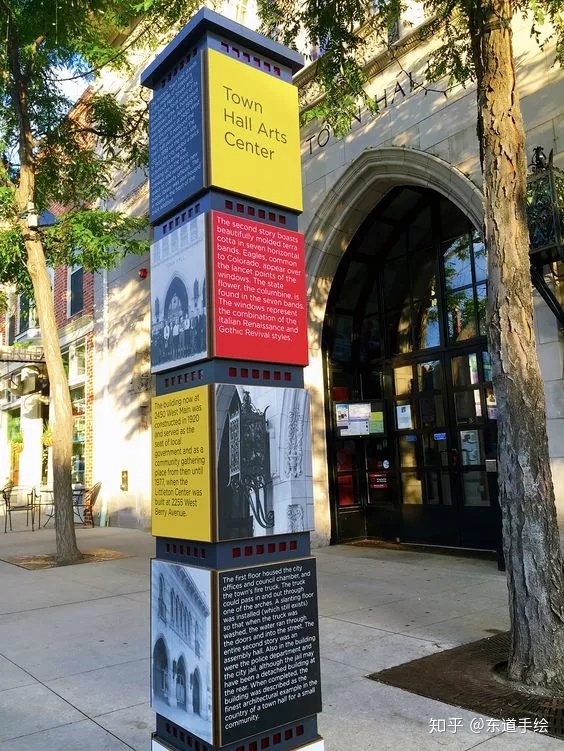 Town
Hall Arts
Center
TOWN HALL
The second story boasts
beautifully molded terra
cotta in seven horizontal
bands. Eagles, common
to Colorado, appear over
the lancet points of the
windows. The state
flower, the columbine, is
found in the seven bands.
The windows represent
the combination of the
Italian Renaissance and
Gothic Revival styles.
The building now at
2450 West Main was
constructed in 1920
and served as the
seat of local
government and as a
community gathering
place from then until
1977, when the
Littleton Center was
built at 2255 West
Berry Avenue.
The first floor housed the city
offices and council chamber, and
the town's fire truck. The truck
could pass in and out through
one of the arches. A slanting floor
was installed (which still exists)
so that when the truck was
washed, the water ran through
the doors and into the street. The
entire second story was an
assembly hall. Also in the building
were the police department and
the city jail, although the jail may
have been a detached building at
the rear. When completed, the
building was described as the
finest architectural example in the
country of a town hall for a small
community.
知乎 @东道手绘